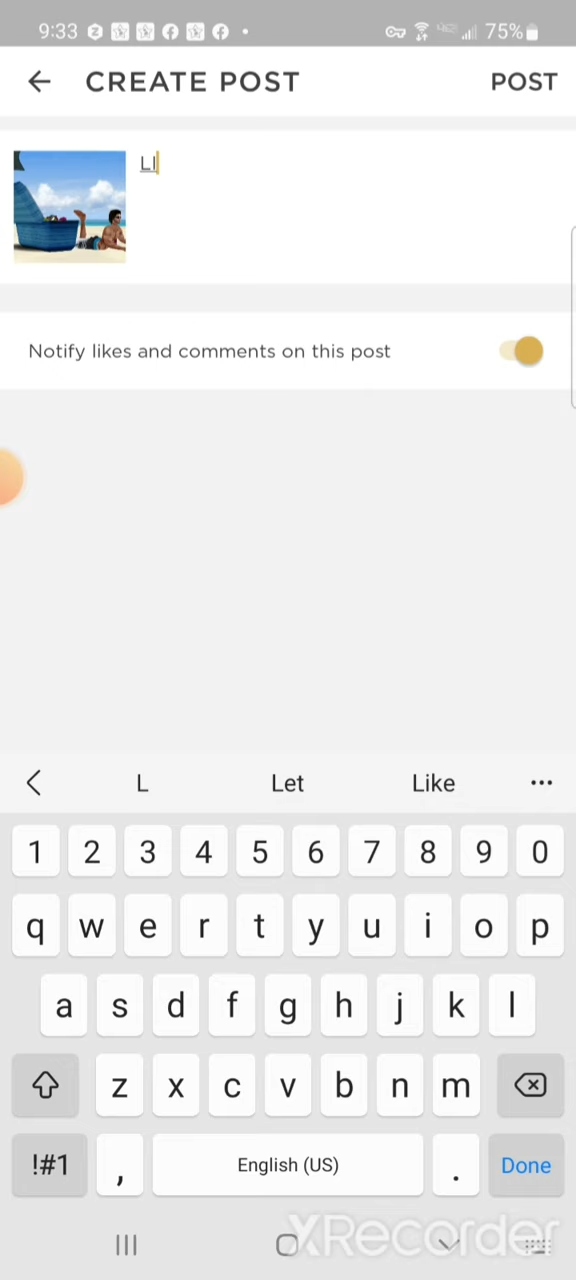 9:33 75%
CREATE POST POST
Ll
Notify likes and comments on this post
L Let Like ...
1 2 3 4 5 6 7 8 9 0
q w e r t y u i o p
a s d f g h j k l
z x c v b n m
!#1 , English (US) . Done
XRecorder